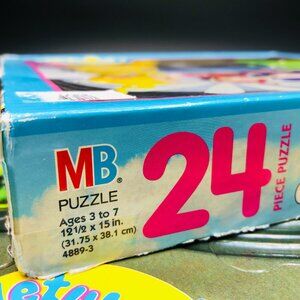 MB®
PUZZLE
Ages 3 to 7
12 1/2 x 15 in.
(31.75 x 38.1 cm)
4889-3
24
PIECE PUZZLE